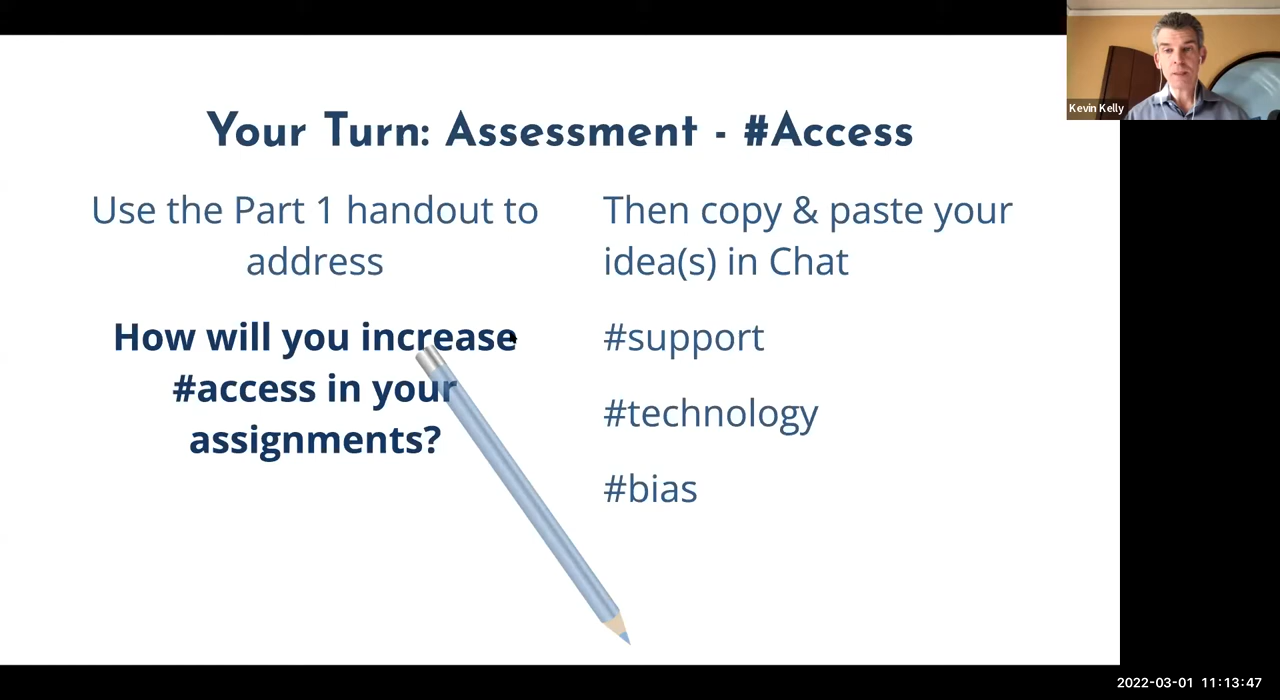 Kevin Kelly
Your Turn: Assessment - #Access
Use the Part 1 handout to
address
How will you increase
#access in your
assignments?
Then copy & paste your
idea(s) in Chat
#support
#technology
#bias
2022-03-01 11:13:47